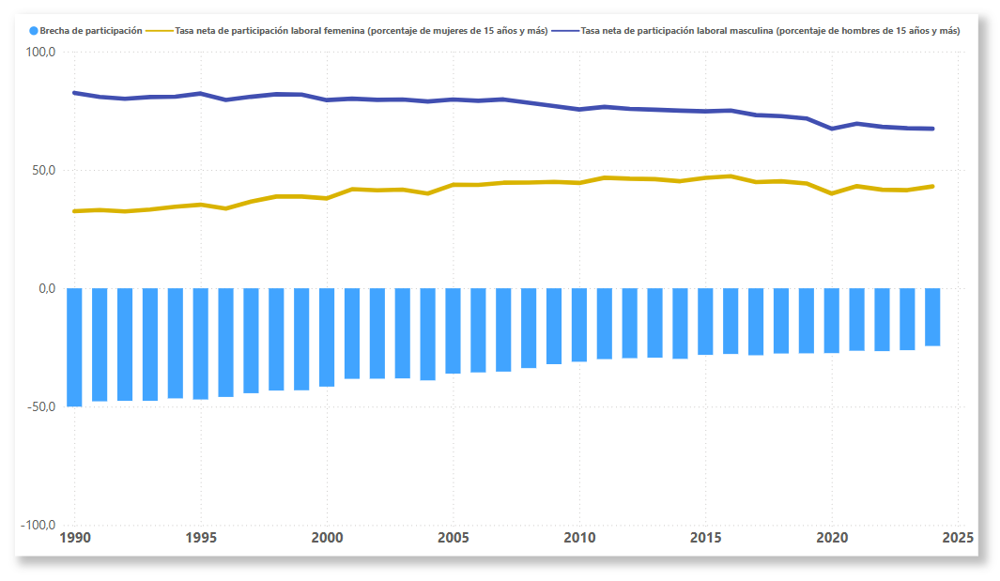 Brecha de participación Tasa neta de participación laboral femenina (porcentaje de mujeres de 15 años y más) Tasa neta de participación laboral masculina (porcentaje de hombres de 15 años y más)
100,0
50,0
0,0
-50,0
-100,0
1990 1995 2000 2005 2010 2015 2020 2025